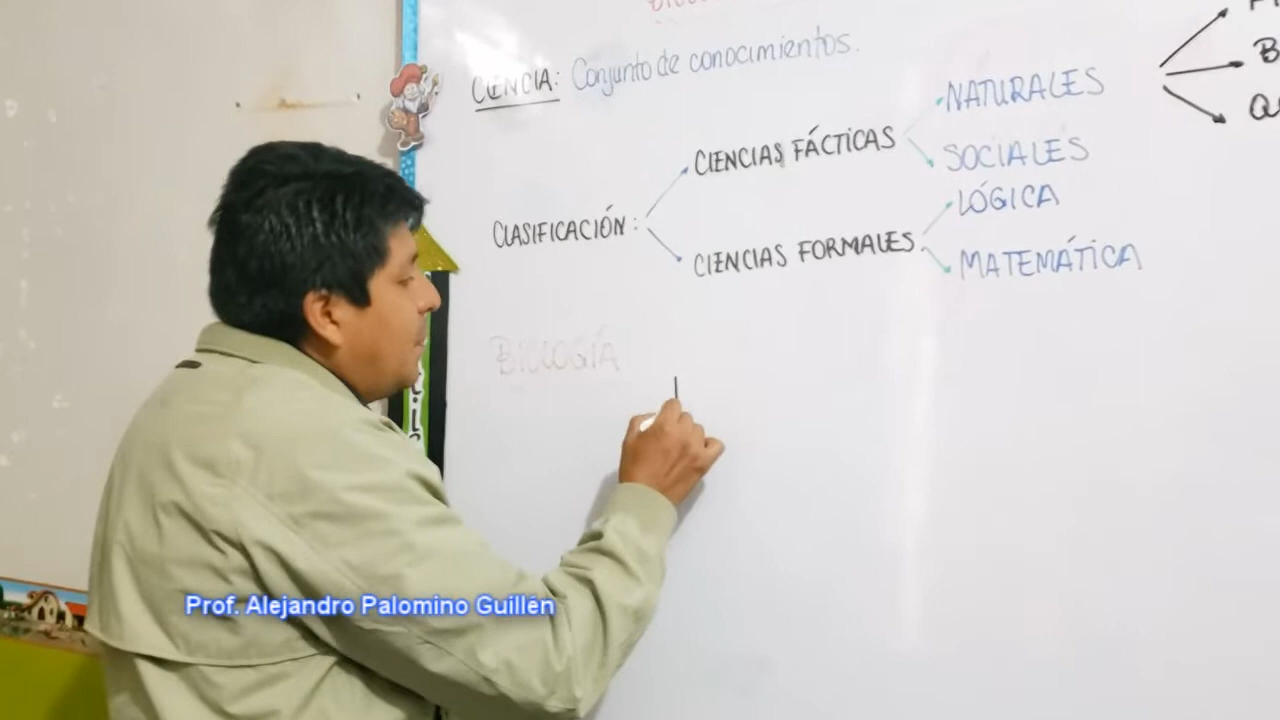 CIENCIA: Conjunto de conocimientos.
NATURALES
CIENCIAS FÁCTICAS
SOCIALES
CLASIFICACIÓN:
LÓGICA
CIENCIAS FORMALES
MATEMÁTICA
BIOLOGÍA
Prof. Alejandro Palomino Guillén